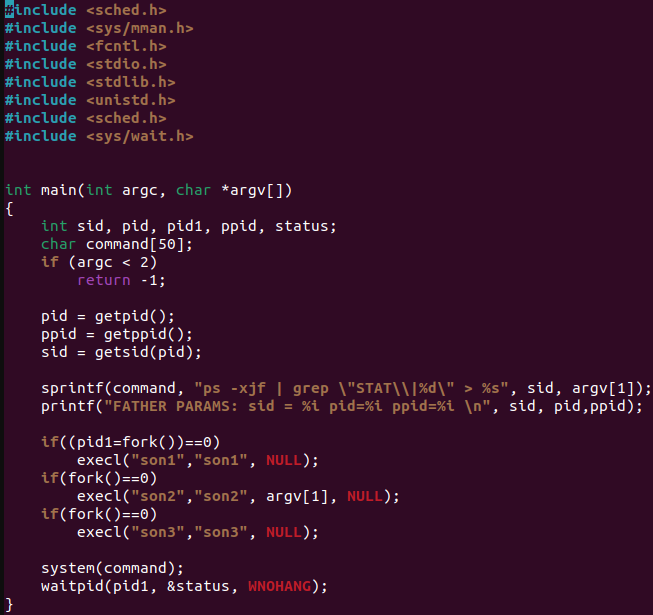 #include <sched.h>
#include <sys/mman.h>
#include <fcntl.h>
#include <stdio.h>
#include <stdlib.h>
#include <unistd.h>
#include <sched.h>
#include <sys/wait.h>
int main(int argc, char *argv[])
{
    int sid, pid, pid1, ppid, status;
    char command[50];
    if (argc < 2)
        return -1;
    pid = getpid();
    ppid = getppid();
    sid = getsid(pid);
    sprintf(command, "ps -xjf | grep \"STAT\\|%d\" > %s", sid, argv[1]);
    printf("FATHER PARAMS: sid = %i pid=%i ppid=%i \n", sid, pid,ppid);
    if((pid1=fork())==0)
        execl("son1","son1", NULL);
    if(fork()==0)
        execl("son2","son2", argv[1], NULL);
    if(fork()==0)
        execl("son3","son3", NULL);
    system(command);
    waitpid(pid1, &status, WNOHANG);
}